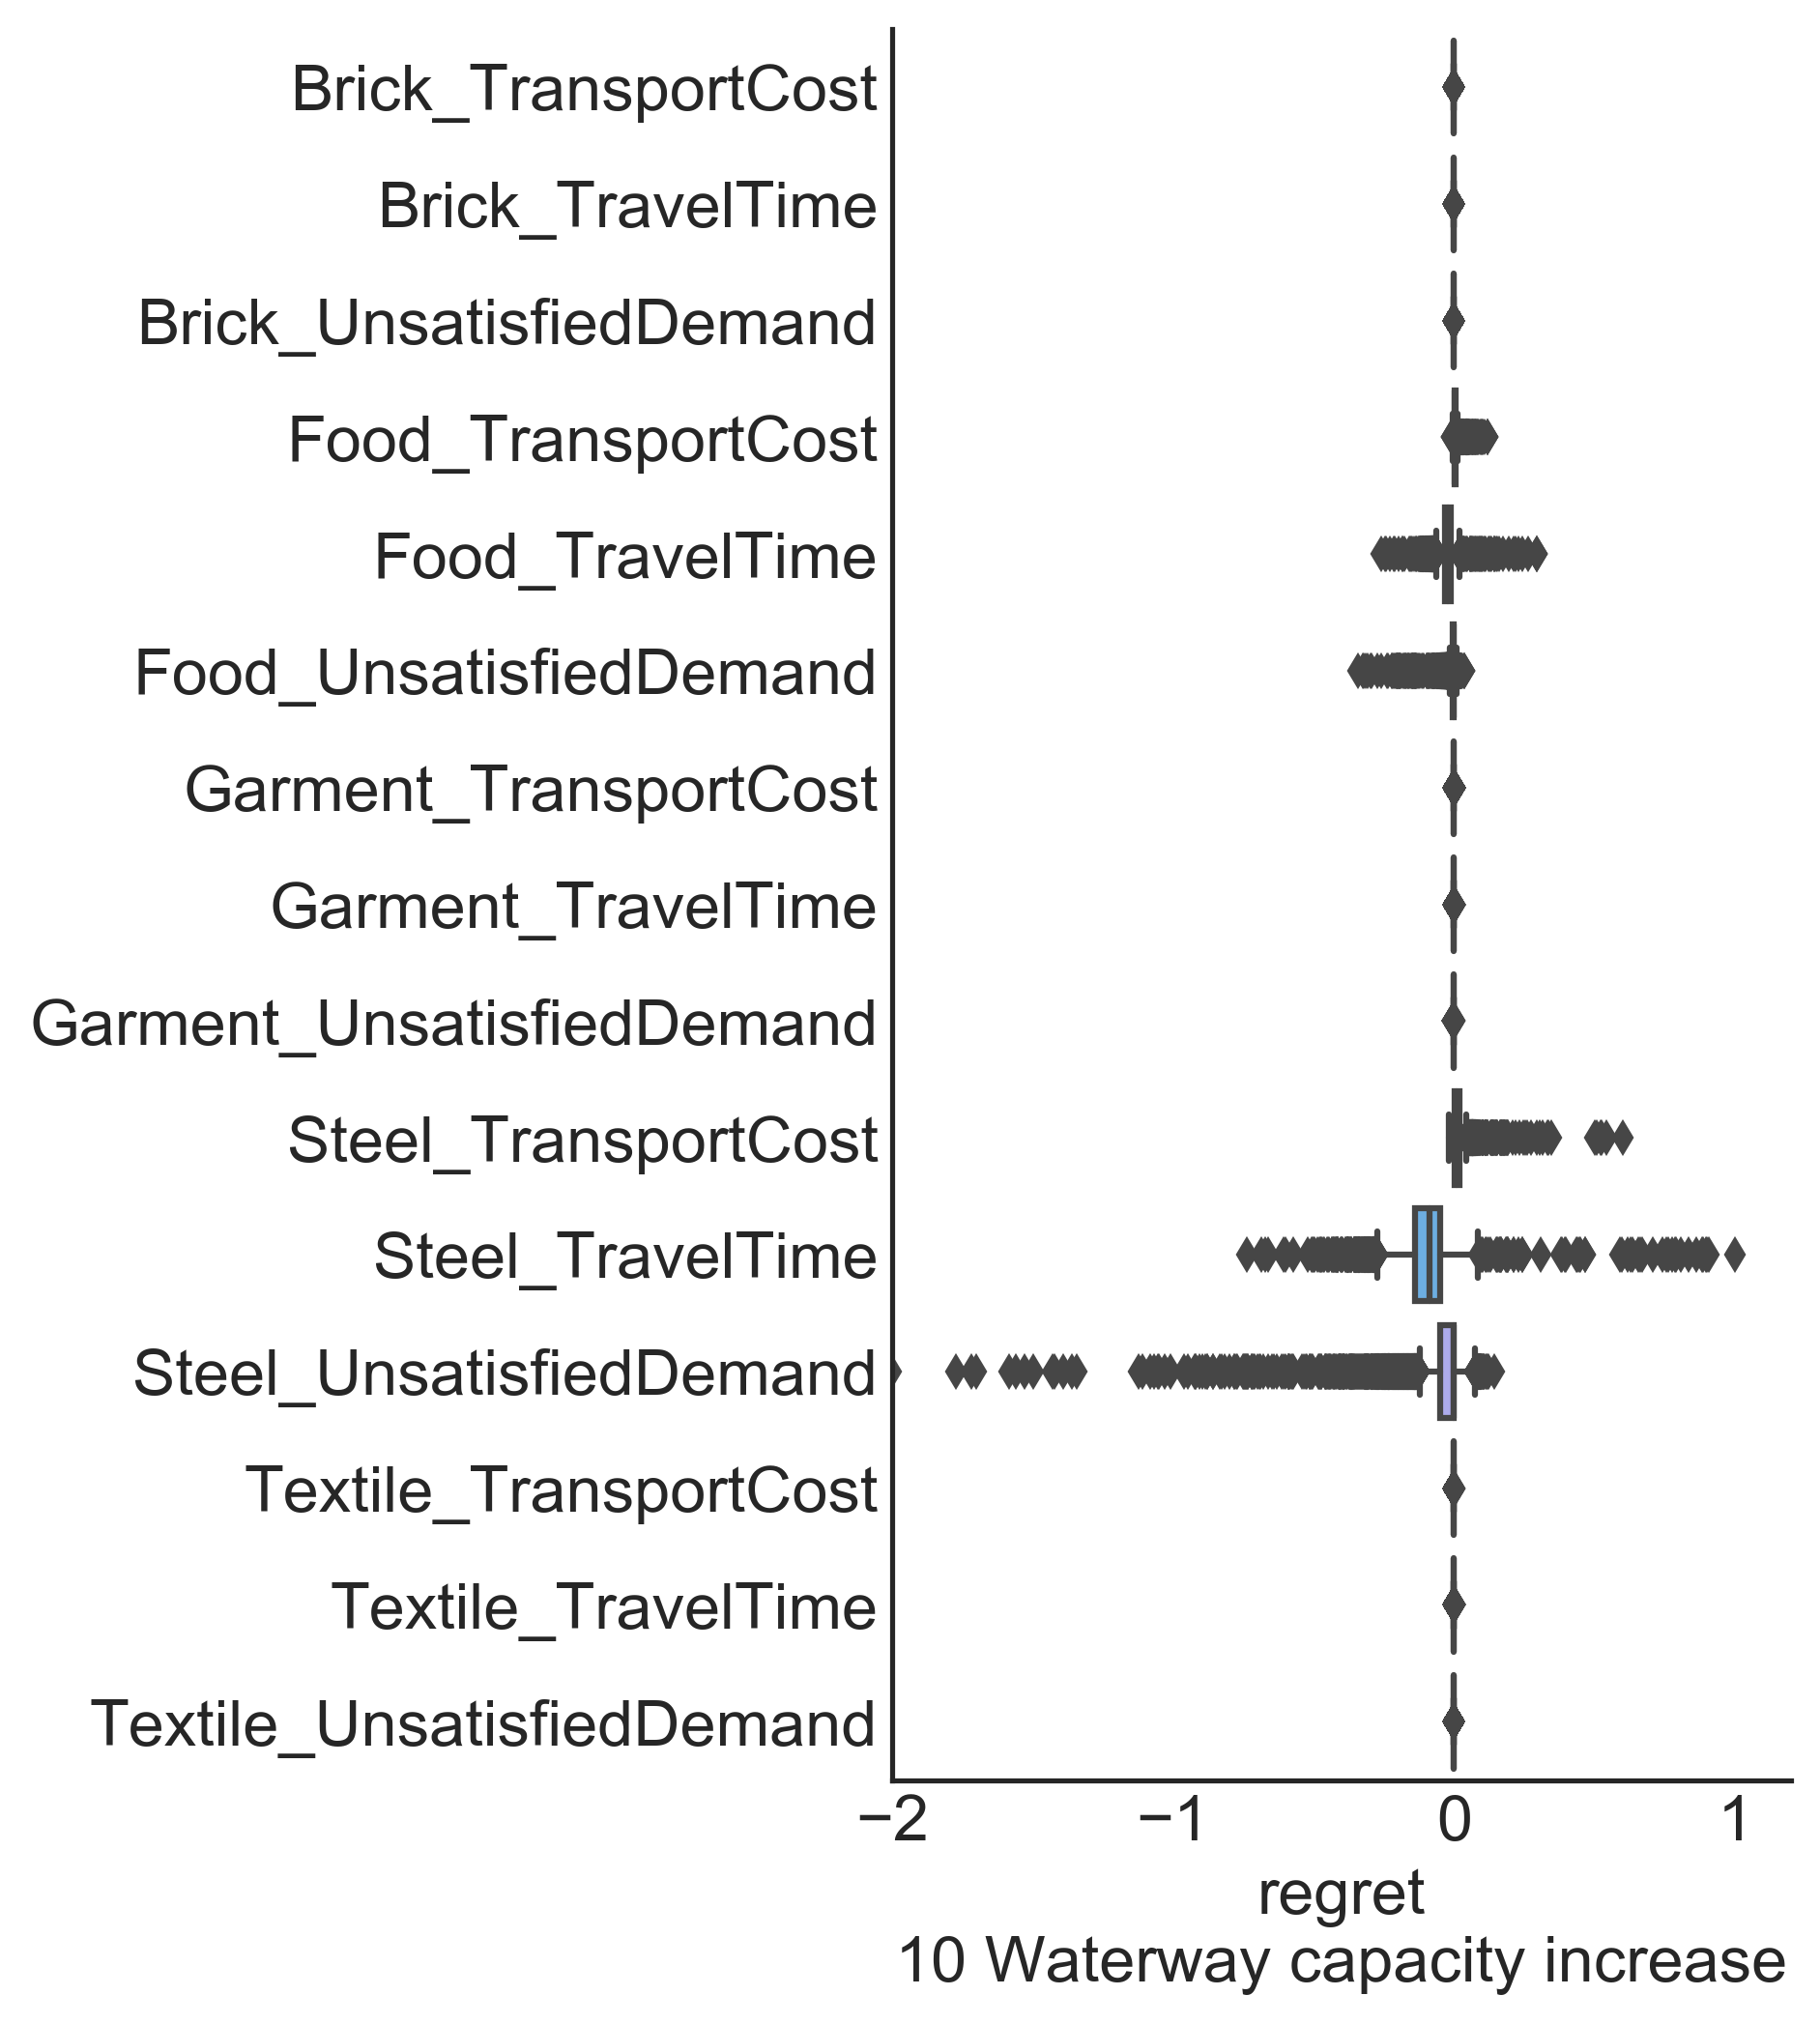 Brick_TransportCost
Brick_TravelTime
Brick_UnsatisfiedDemand
Food_TransportCost
Food_TravelTime
Food_UnsatisfiedDemand
Garment_TransportCost
Garment_TravelTime
Garment_UnsatisfiedDemand
Steel_TransportCost
Steel_TravelTime
Steel_UnsatisfiedDemand
Textile_TransportCost
Textile_TravelTime
Textile_UnsatisfiedDemand
−2 −1 0 1
regret
10 Waterway capacity increase